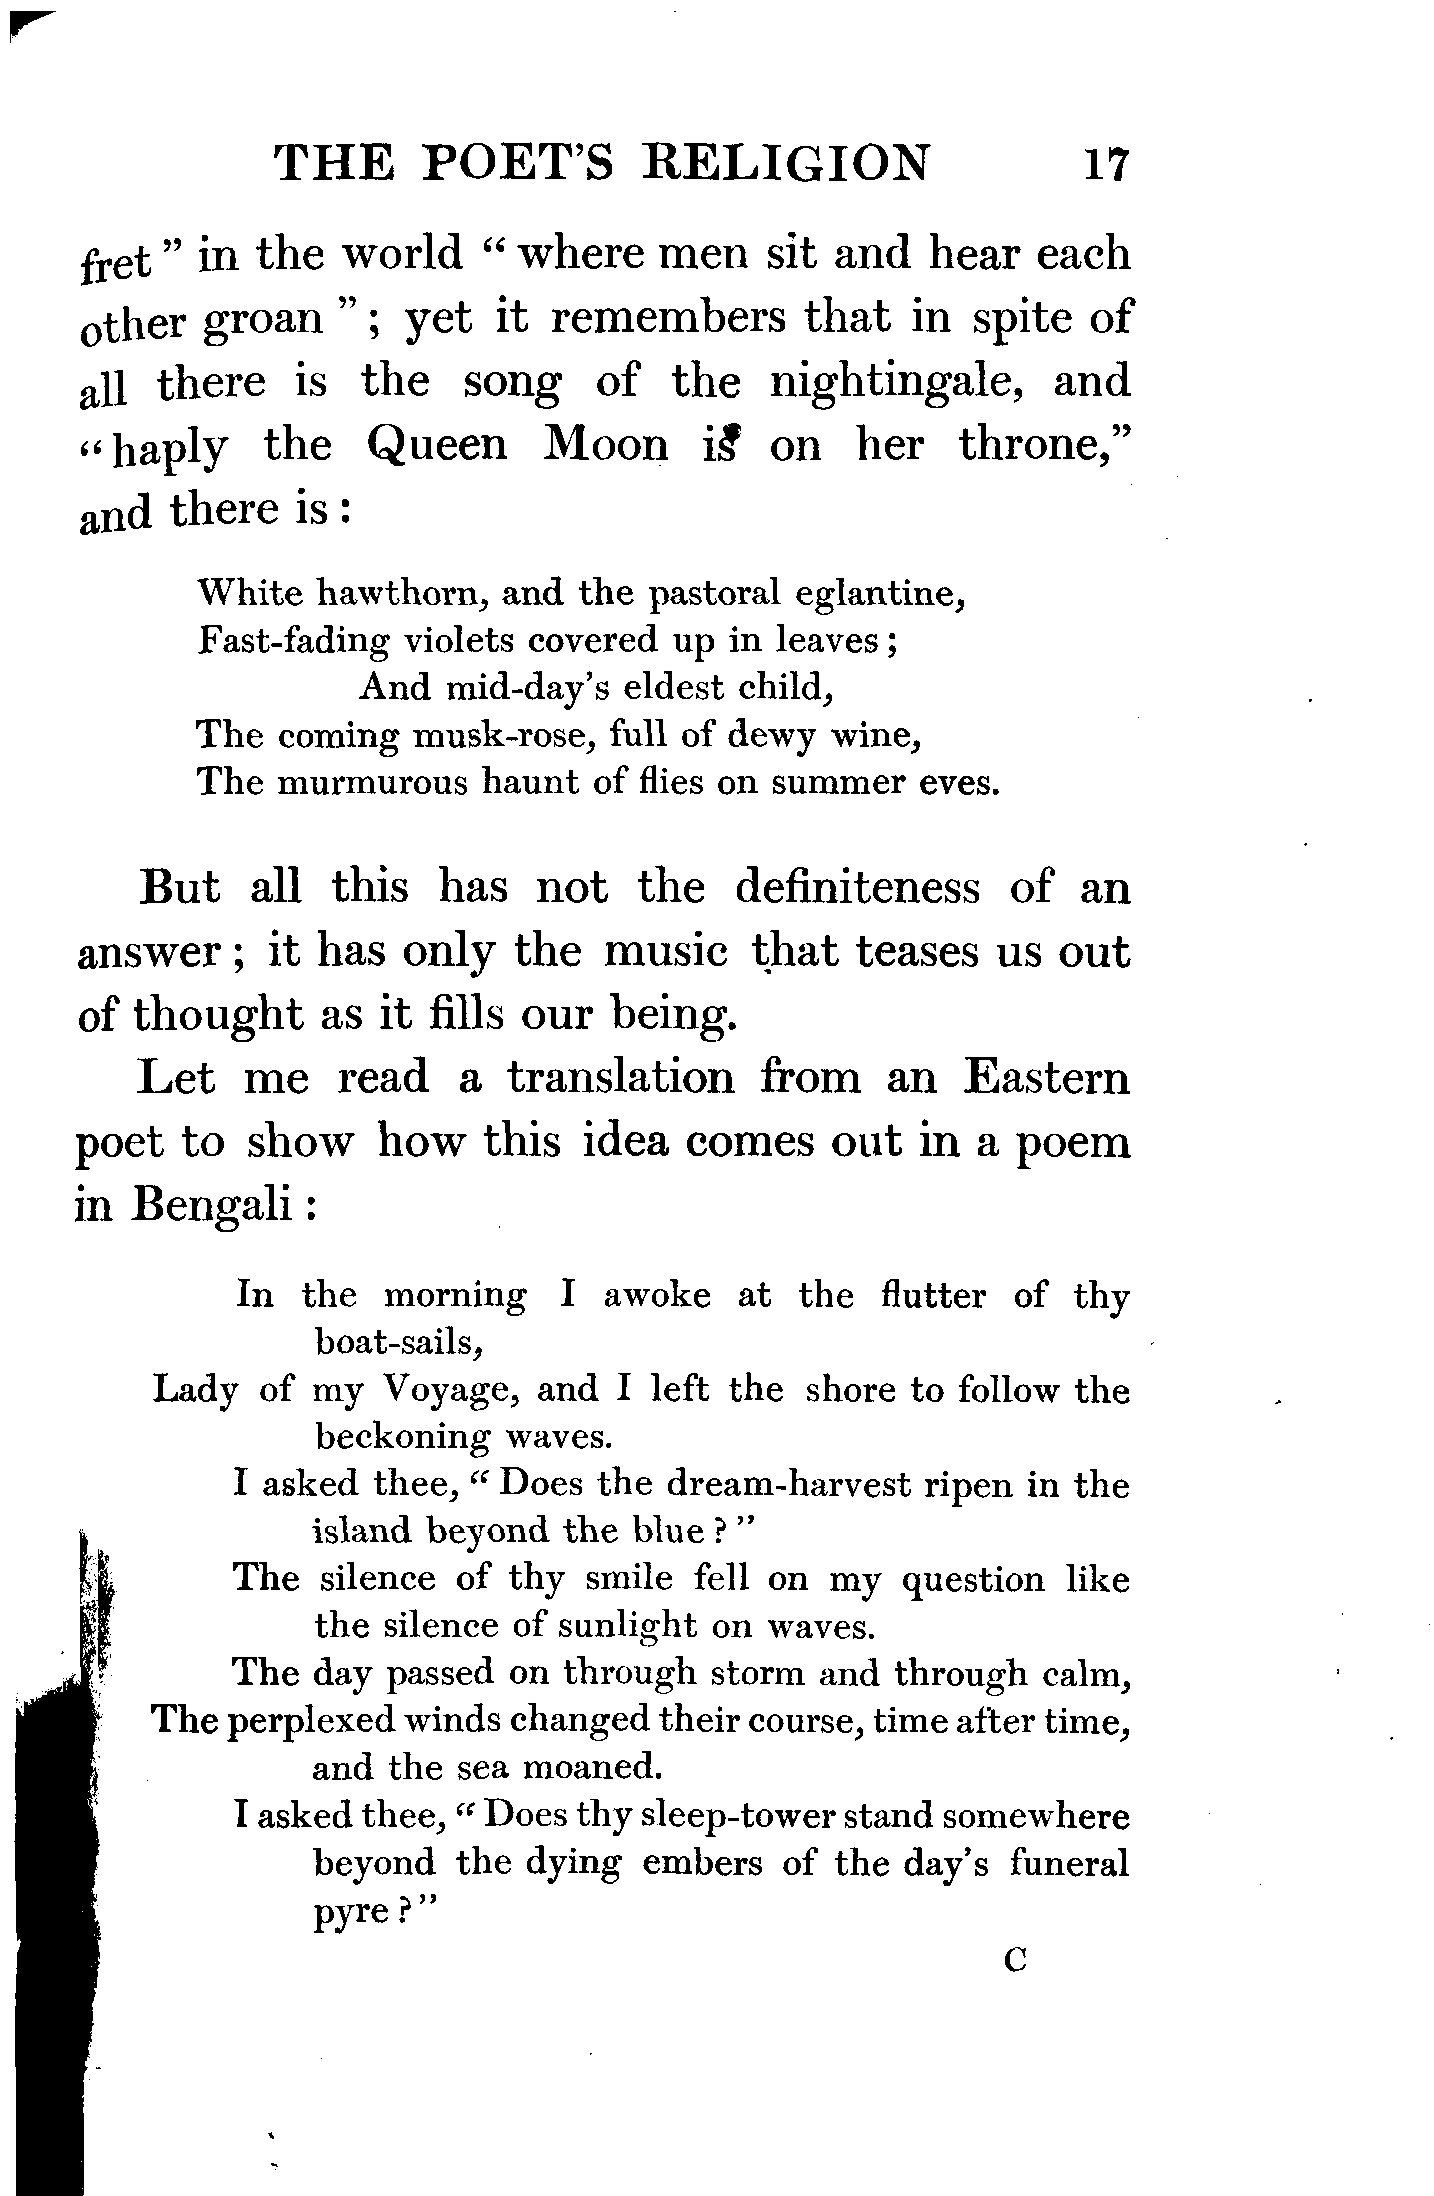 THE POET'S RELIGION 17
fret" in the world "where men sit and hear each
other groan"; yet it remembers that in spite of
all there is the song of the nightingale, and
"haply the Queen Moon is on her throne,"
and there is:
White hawthorn, and the pastoral eglantine,
Fast-fading violets covered up in leaves;
And mid-day's eldest child,
The coming musk-rose, full of dewy wine,
The murmurous haunt of flies on summer eves.
But all this has not the definiteness of an
answer; it has only the music that teases us out
of thought as it fills our being.
Let me read a translation from an Eastern
poet to show how this idea comes out in a poem
in Bengali:
In the morning I awoke at the flutter of thy
boat-sails,
Lady of my Voyage, and I left the shore to follow the
beckoning waves.
I asked thee, "Does the dream-harvest ripen in the
island beyond the blue?"
The silence of thy smile fell on my question like
the silence of sunlight on waves.
The day passed on through storm and through calm,
The perplexed winds changed their course, time after time,
and the sea moaned.
I asked thee, "Does thy sleep-tower stand somewhere
beyond the dying embers of the day's funeral
pyre?"
C